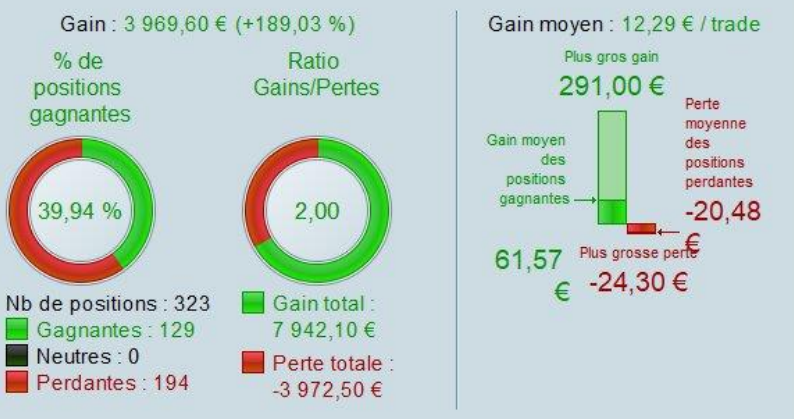 Gain : 3 969,60 € (+189,03 %)
% de
positions
gagnantes
Ratio
Gains/Pertes
39,94 %
2,00
Nb de positions : 323
Gagnantes : 129
Neutres : 0
Perdantes : 194
Gain total :
7 942,10 €
Perte totale :
-3 972,50 €
Gain moyen : 12,29 € / trade
Plus gros gain
291,00 €
Gain moyen
des
positions
gagnantes
61,57
€
Perte
moyenne
des
positions
perdantes
-20,48
€
Plus grosse perte
-24,30 €